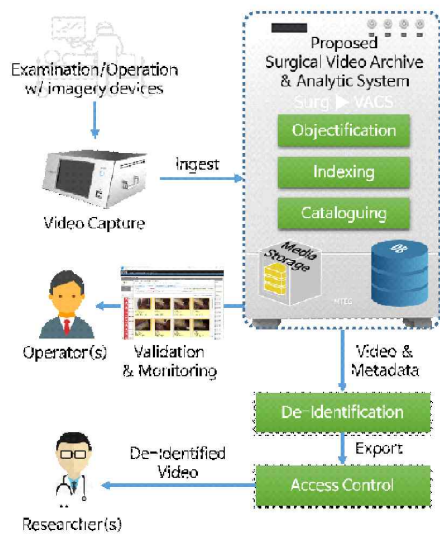 Proposed
Surgical Video Archive
& Analytic System
Surg ▶ VACS
Examination/Operation
w/ imagery devices
Objectification
Ingest
Indexing
Video Capture
Cataloguing
Media
Storage
DB
Operator(s)
Validation
& Monitoring
Video &
Metadata
De-Identification
Export
De-Identified
Video
Access Control
Researcher(s)